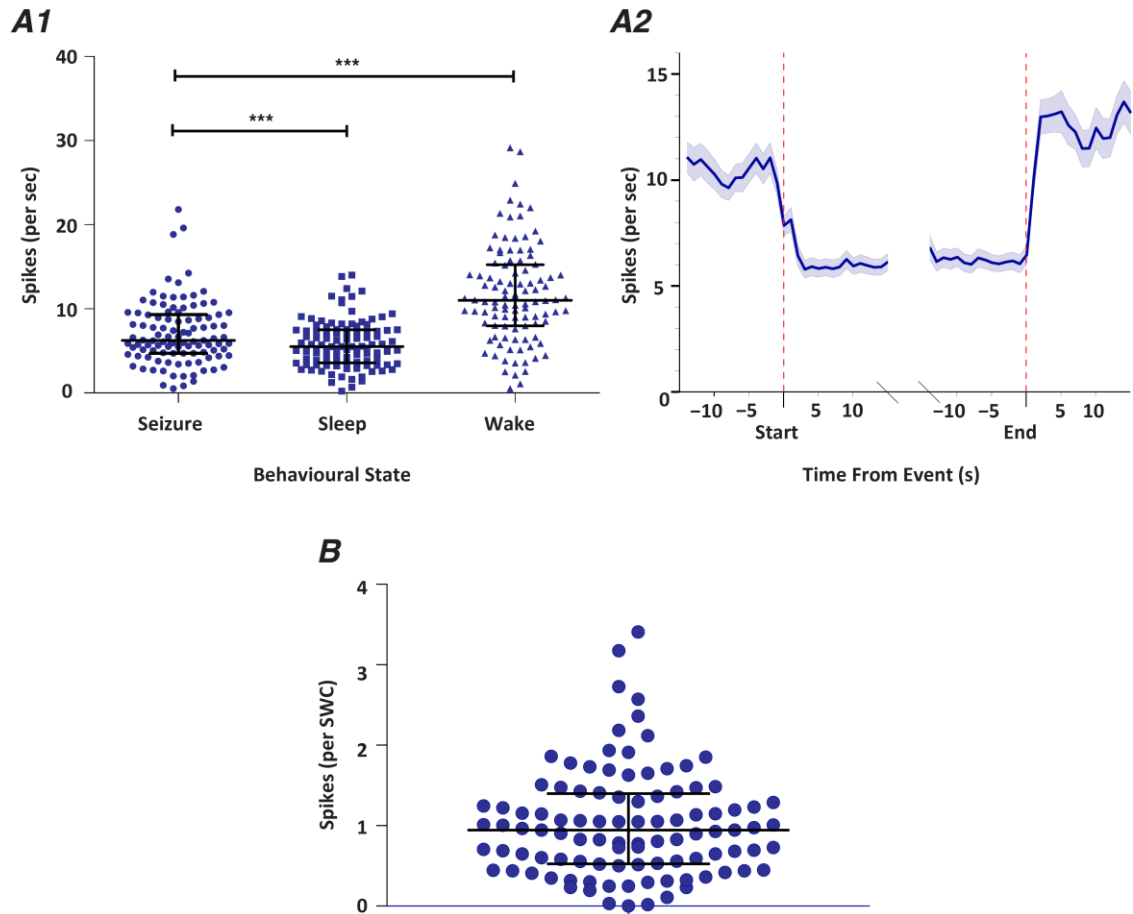 A1
40
30
20
10
0
Spikes (per sec)
***
***
Seizure Sleep Wake
Behavioural State
A2
15
10
5
0
Spikes (per sec)
−10 −5 5 10 −10 −5 5 10
Start End
Time From Event (s)
B
4
3
2
1
0
Spikes (per SWC)